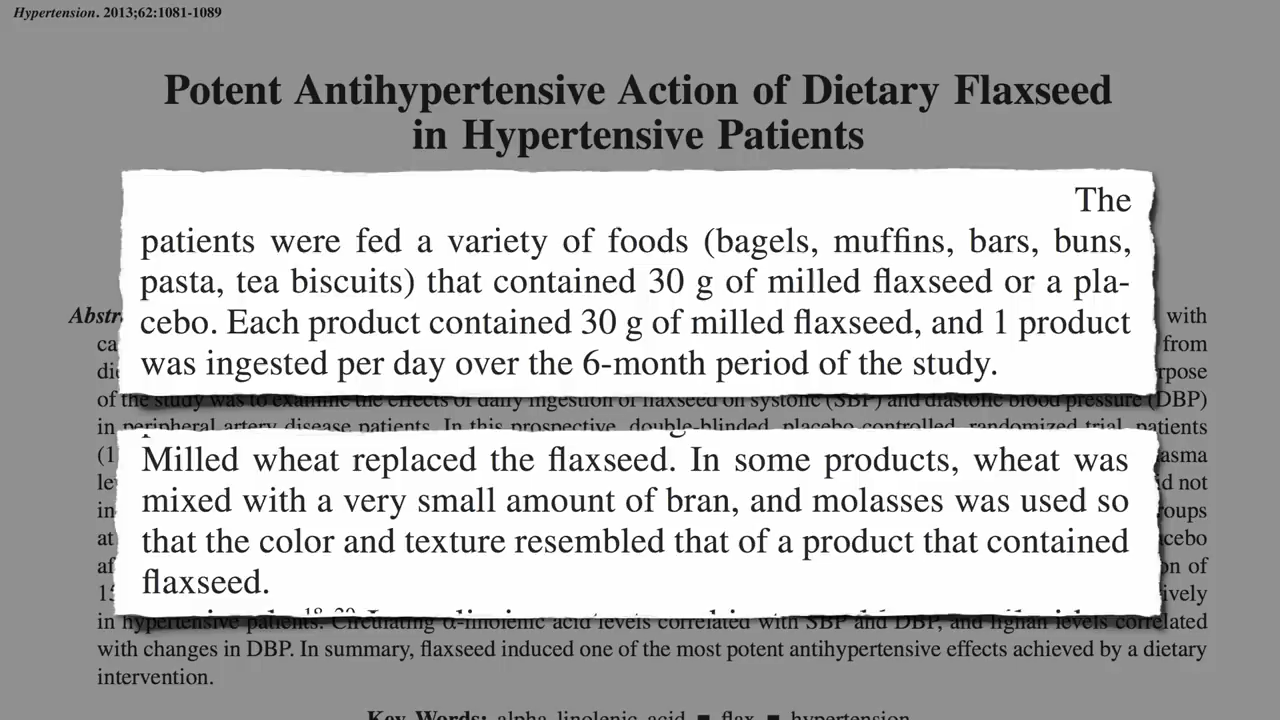 Hypertension. 2013;62:1081-1089
Potent Antihypertensive Action of Dietary Flaxseed
in Hypertensive Patients
The
patients were fed a variety of foods (bagels, muffins, bars, buns,
pasta, tea biscuits) that contained 30 g of milled flaxseed or a pla-
cebo. Each product contained 30 g of milled flaxseed, and 1 product
was ingested per day over the 6-month period of the study.
with
from
of the study was to examine the effects of daily ingestion of flaxseed on systolic (SBP) and diastolic blood pressure (DBP)
in peripheral artery disease patients. In this prospective, double-blinded, placebo-controlled, randomized trial, patients
Milled wheat replaced the flaxseed. In some products, wheat was
mixed with a very small amount of bran, and molasses was used so
that the color and texture resembled that of a product that contained
flaxseed.
in hypertensive patients. Circulating α-linolenic acid levels correlated with SBP and DBP, and lignan levels correlated
with changes in DBP. In summary, flaxseed induced one of the most potent antihypertensive effects achieved by a dietary
intervention.
Key Words: alpha linolenic acid ■ flax ■ hypertension